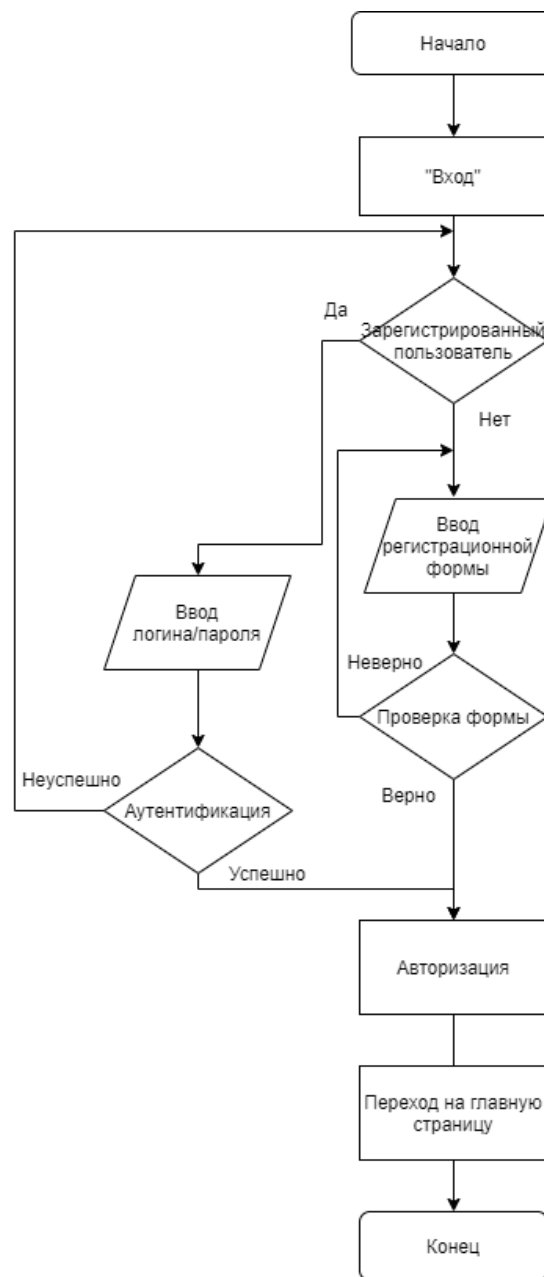 Начало
"Вход"
Да
Зарегистрированный
пользователь
Нет
Ввод
регистрационной
формы
Ввод
логина/пароля
Неверно
Проверка формы
Неуспешно
Верно
Аутентификация
Успешно
Авторизация
Переход на главную
страницу
Конец